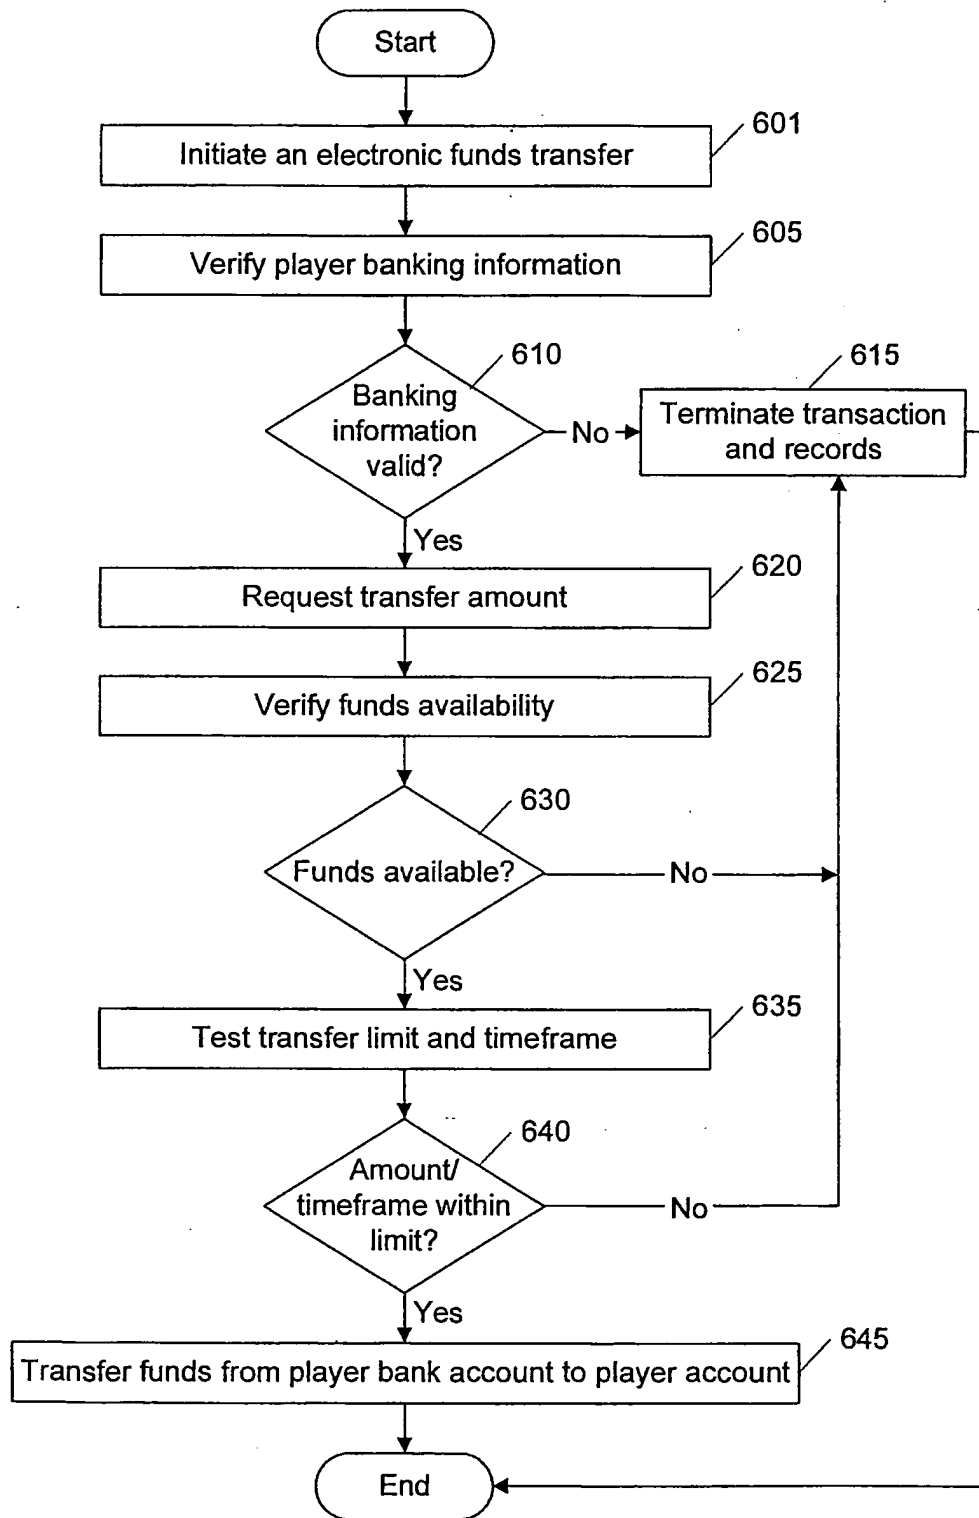 Start
601
Initiate an electronic funds transfer
605
Verify player banking information
610
Banking
information
valid?
No
615
Terminate transaction
and records
Yes
620
Request transfer amount
625
Verify funds availability
630
Funds available?
No
Yes
635
Test transfer limit and timeframe
640
Amount/
timeframe within
limit?
No
Yes
645
Transfer funds from player bank account to player account
End